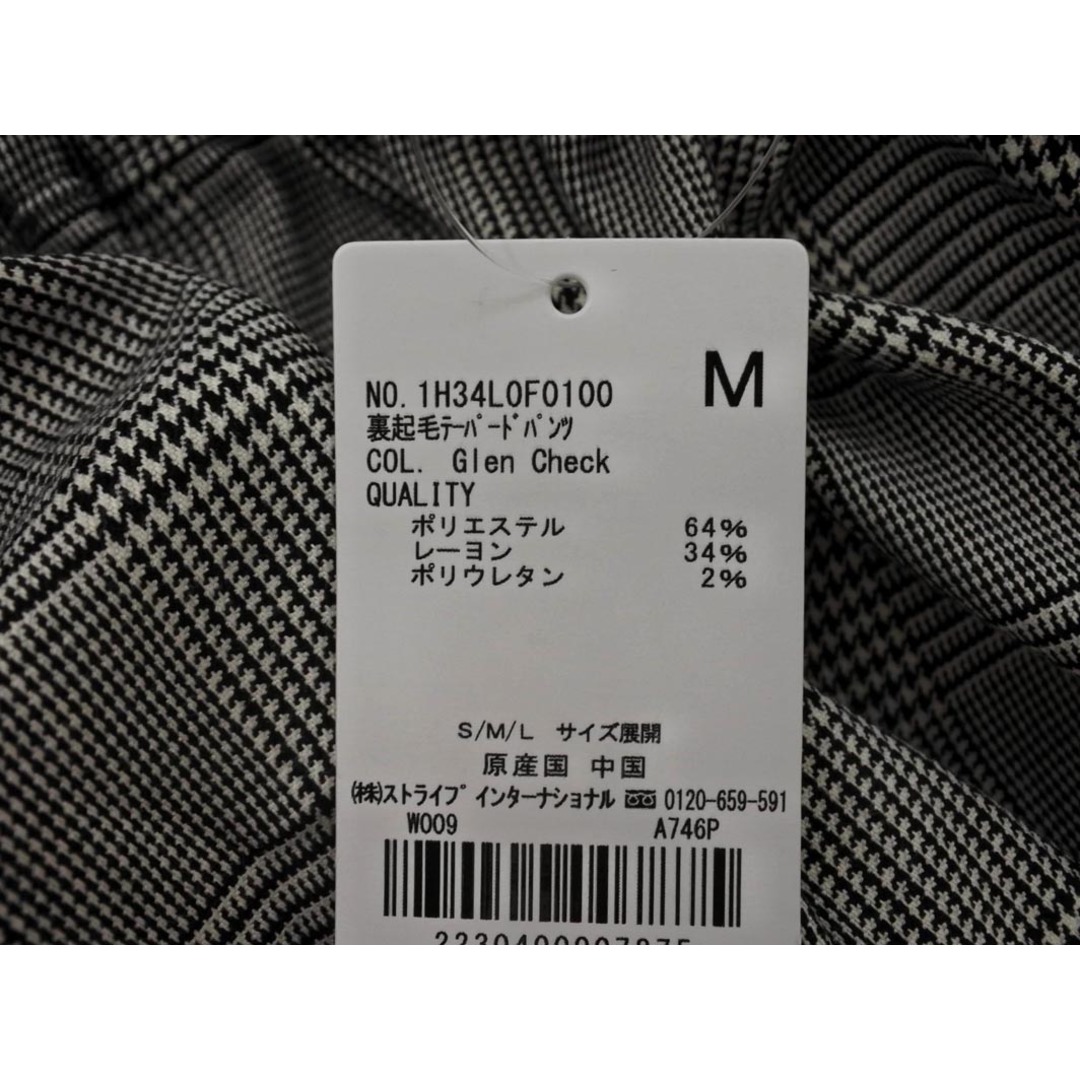 M
NO. 1H34L0F0100
裏起毛ﾃｰﾊﾟｰﾄﾞﾊﾟﾝﾂ
COL. Glen Check
QUALITY
ポリエステル 64%
レーヨン 34%
ポリウレタン 2%
S/M/L サイズ展開
原産国 中国
㈱ストライプ インターナショナル 0120-659-591
W009 A746P